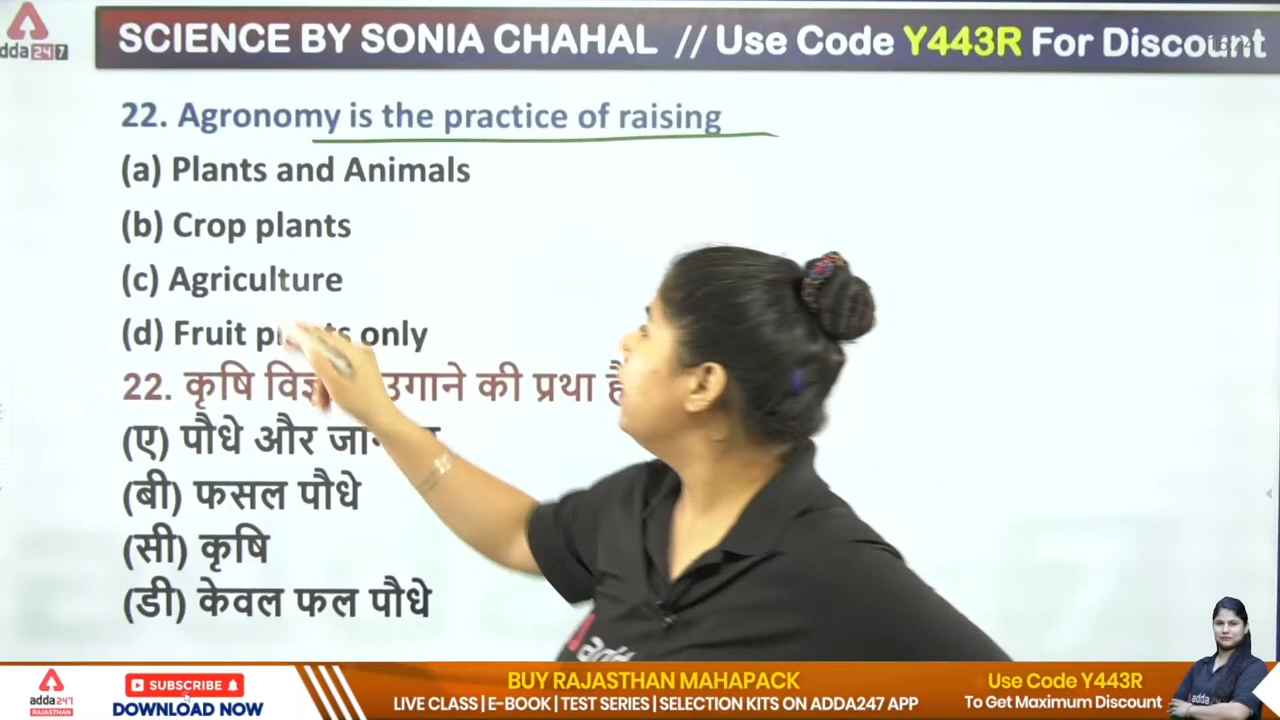 adda247
SCIENCE BY SONIA CHAHAL // Use Code Y443R For Discount
22. Agronomy is the practice of raising
(a) Plants and Animals
(b) Crop plants
(c) Agriculture
(d) Fruit only
22. कृषि उगाने की प्रथा
(ए) पौधे और
(बी) फसल पौधे
(सी) कृषि
(डी) केवल फल पौधे
adda
adda247
RAJASTHAN
SUBSCRIBE
DOWNLOAD NOW
BUY RAJASTHAN MAHAPACK
LIVE CLASS | E-BOOK | TEST SERIES | SELECTION KITS ON ADDA247 APP
Use Code Y443R
To Get Maximum Discount